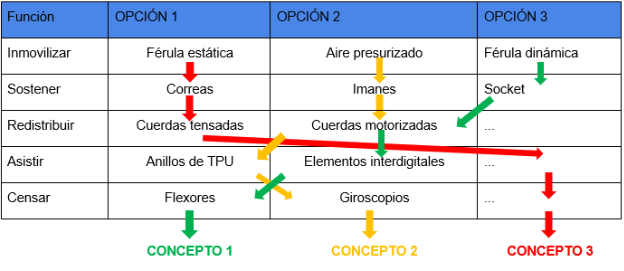 Función OPCIÓN 1 OPCIÓN 2 OPCIÓN 3
Inmovilizar Férula estática Aire presurizado Férula dinámica
Sostener Correas Imanes Socket
Redistribuir Cuerdas tensadas Cuerdas motorizadas ...
Asistir Anillos de TPU Elementos interdigitales ...
Censar Flexores Giroscopios ...
CONCEPTO 1 CONCEPTO 2 CONCEPTO 3